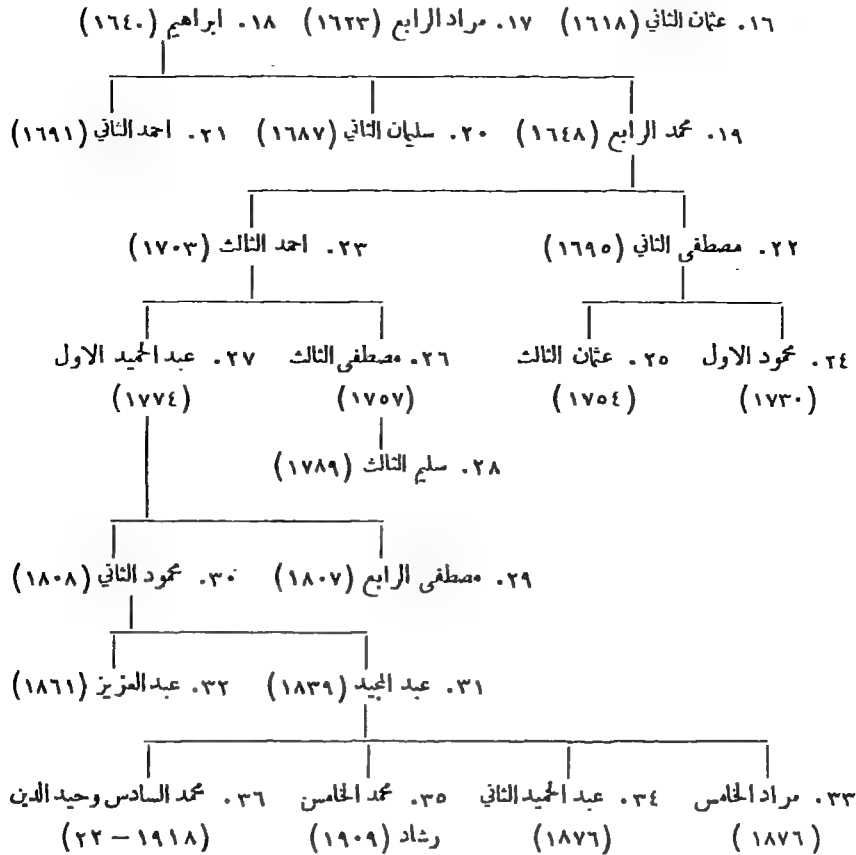 ١٦. عثمان الثاني (١٦١٨) ١٧. مراد الرابع (١٦٢٣) ١٨. ابراهيم (١٦٤٠)
١٩. محمد الرابع (١٦٤٨) ٢٠. سليمان الثاني (١٦٨٧) ٢١. احمد الثاني (١٦٩١)
٢٢. مصطفى الثاني (١٦٩٥) ٢٣. احمد الثالث (١٧٠٣)
٢٤. محمود الاول ٢٥. عثمان الثالث ٢٦. مصطفى الثالث ٢٧. عبد الحميد الاول
(١٧٣٠) (١٧٥٤) (١٧٥٧) (١٧٧٤)
٢٨. سليم الثالث (١٧٨٩)
٢٩. مصطفى الرابع (١٨٠٧) ٣٠. محمود الثاني (١٨٠٨)
٣١. عبد المجيد (١٨٣٩) ٣٢. عبد العزيز (١٨٦١)
٣٣. مراد الخامس ٣٤. عبد الحميد الثاني ٣٥. محمد الخامس ٣٦. محمد السادس وحيد الدين
(١٨٧٦) (١٨٧٦) رشاد (١٩٠٩) (١٩١٨ – ٢٢)